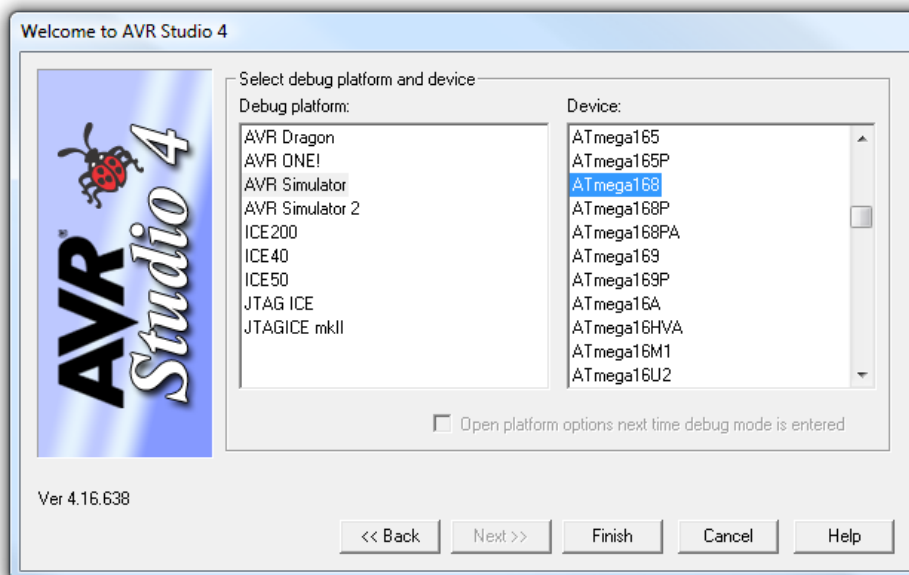 Welcome to AVR Studio 4
AVR® Studio 4
Select debug platform and device
Debug platform:
AVR Dragon
AVR ONE!
AVR Simulator
AVR Simulator 2
ICE200
ICE40
ICE50
JTAG ICE
JTAGICE mkII
Device:
ATmega165
ATmega165P
ATmega168
ATmega168P
ATmega168PA
ATmega169
ATmega169P
ATmega16A
ATmega16HVA
ATmega16M1
ATmega16U2
Open platform options next time debug mode is entered
Ver 4.16.638
<< Back
Next >>
Finish
Cancel
Help